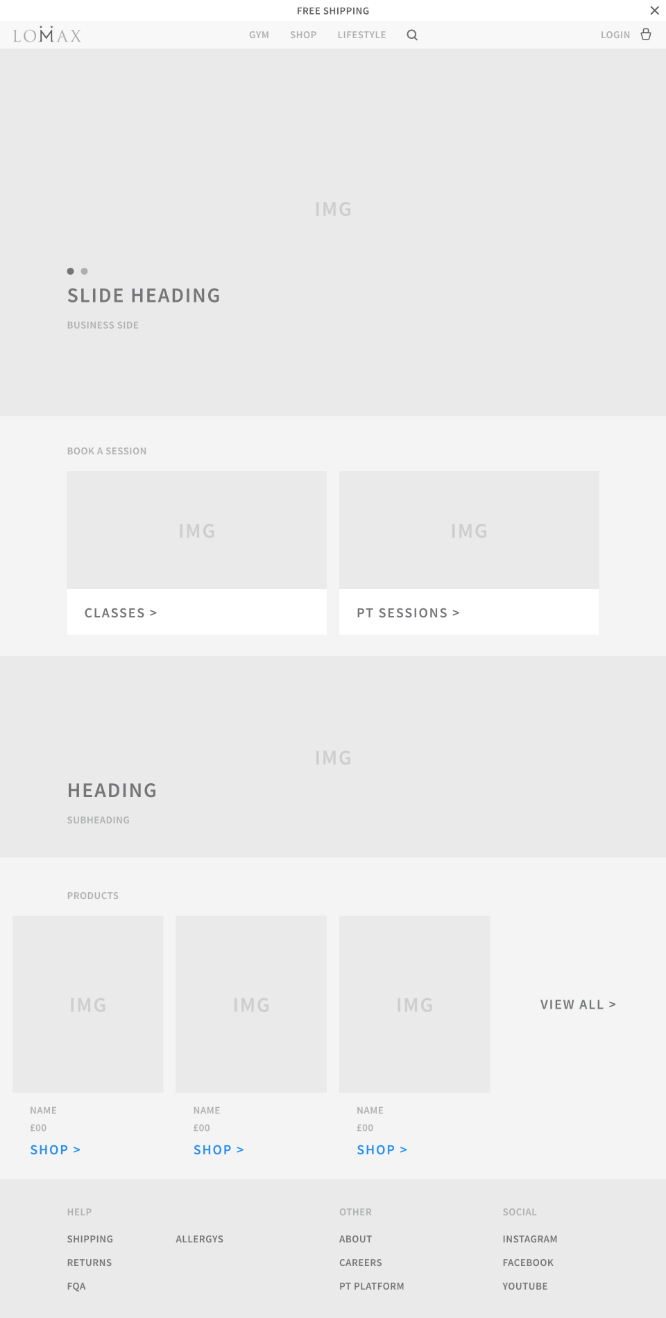 FREE SHIPPING
LOMAX
GYM SHOP LIFESTYLE
LOGIN
IMG
SLIDE HEADING
BUSINESS SIDE
BOOK A SESSION
IMG IMG
CLASSES > PT SESSIONS >
IMG
HEADING
SUBHEADING
PRODUCTS
IMG IMG IMG
VIEW ALL >
NAME NAME NAME
£00 £00 £00
SHOP > SHOP > SHOP >
HELP OTHER SOCIAL
SHIPPING ALLERGYS ABOUT INSTAGRAM
RETURNS CAREERS FACEBOOK
FQA PT PLATFORM YOUTUBE